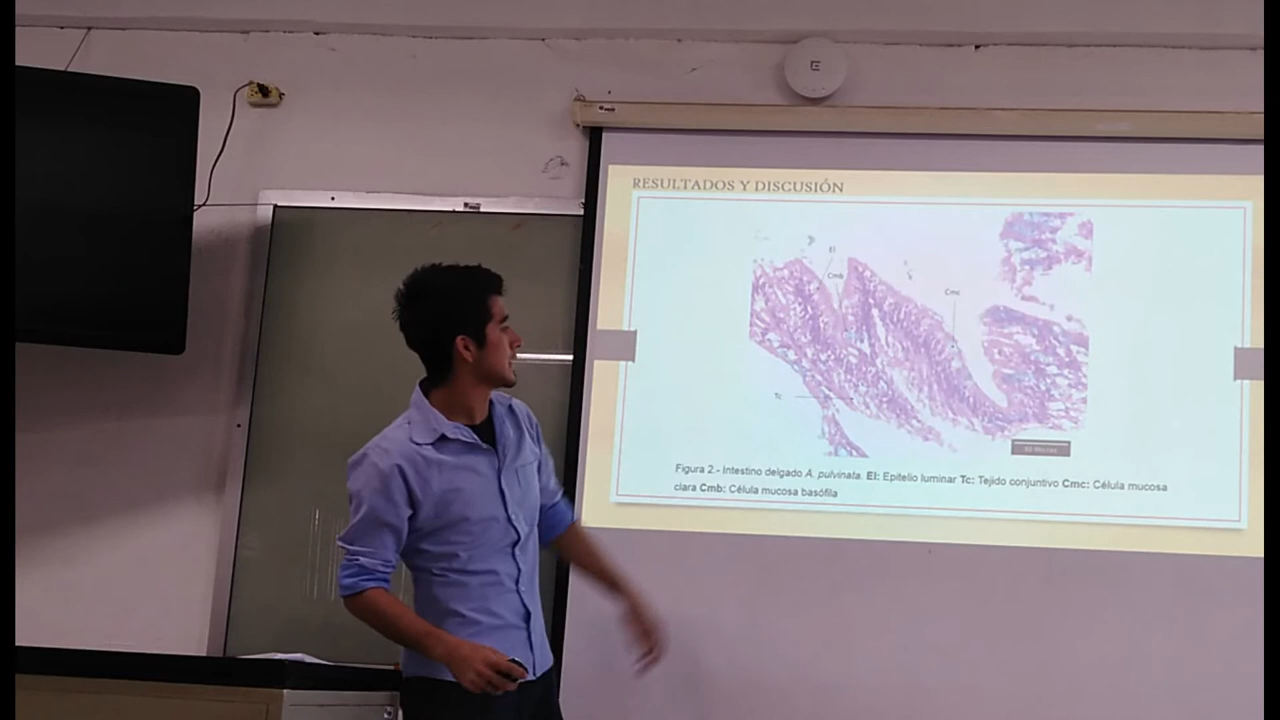 RESULTADOS Y DISCUSIÓN
El
Cmb
Cmc
Tc
Figura 2.- Intestino delgado A. pulvinata. El: Epitelio luminar Tc: Tejido conjuntivo Cmc: Célula mucosa
clara Cmb: Célula mucosa basófila